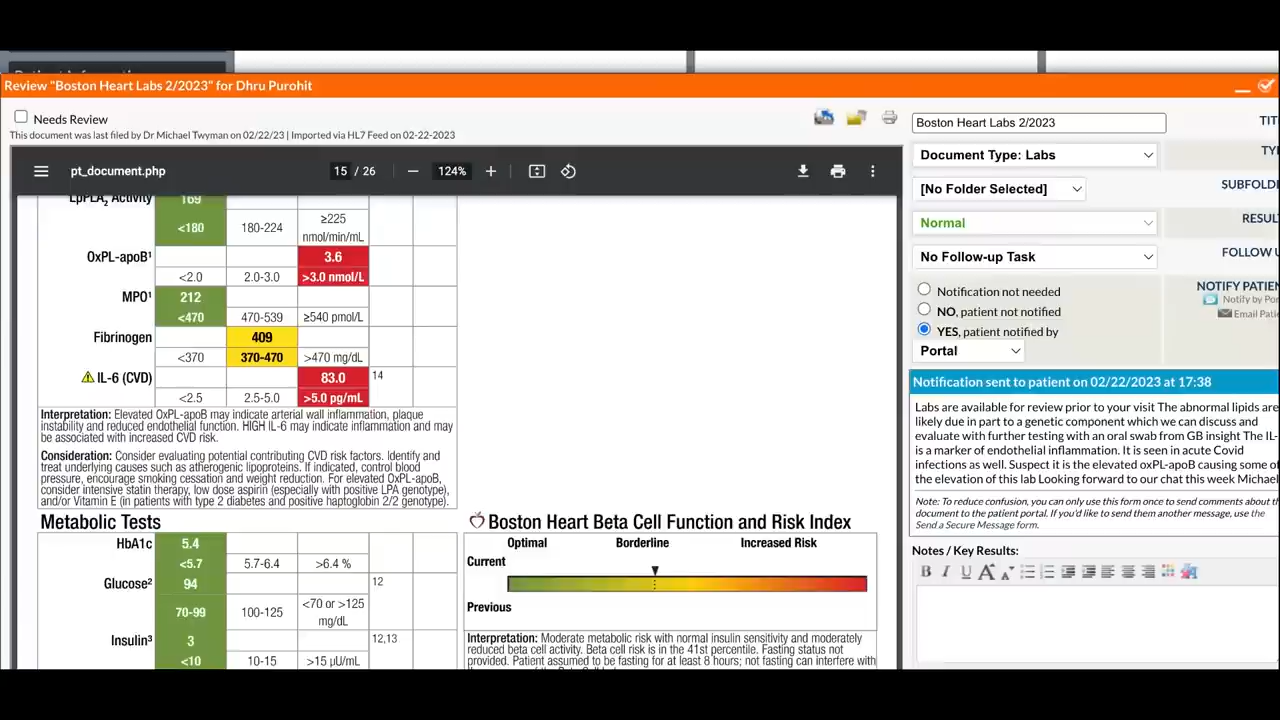 Review "Boston Heart Labs 2/2023" for Dhru Purohit
Needs Review
This document was last filed by Dr Michael Twyman on 02/22/23 | Imported via HL7 Feed on 02-22-2023
pt_document.php
15 / 26
124%
LpPLA2 Activity
169
<180
180-224
≥225
nmol/min/mL
OxPL-apoB¹
3.6
<2.0
2.0-3.0
>3.0 nmol/L
MPO¹
212
<470
470-539
≥540 pmol/L
Fibrinogen
409
<370
370-470
>470 mg/dL
IL-6 (CVD)
83.0
14
<2.5
2.5-5.0
>5.0 pg/mL
Interpretation: Elevated OxPL-apoB may indicate arterial wall inflammation, plaque
instability and reduced endothelial function. HIGH IL-6 may indicate inflammation and may
be associated with increased CVD risk.
Consideration: Consider evaluating potential contributing CVD risk factors. Identify and
treat underlying causes such as atherogenic lipoproteins. If indicated, control blood
pressure, encourage smoking cessation and weight reduction. For elevated OxPL-apoB,
consider intensive statin therapy, low dose aspirin (especially with positive LPA genotype),
and/or Vitamin E (in patients with type 2 diabetes and positive haptoglobin 2/2 genotype).
Metabolic Tests
HbA1c
5.4
<5.7
5.7-6.4
>6.4 %
Glucose²
94
12
70-99
100-125
<70 or >125
mg/dL
Insulin³
3
12,13
<10
10-15
>15 µU/mL
Boston Heart Beta Cell Function and Risk Index
Optimal
Borderline
Increased Risk
Current
Previous
Interpretation: Moderate metabolic risk with normal insulin sensitivity and moderately
reduced beta cell activity. Beta cell risk is in the 41st percentile. Fasting status not
provided. Patient assumed to be fasting for at least 8 hours; not fasting can interfere with
Boston Heart Labs 2/2023
TIT
Document Type: Labs
TY
[No Folder Selected]
SUBFOLD
Normal
RESUL
No Follow-up Task
FOLLOW U
Notification not needed
NO, patient not notified
YES, patient notified by
Portal
NOTIFY PATIEN
Notify by Po
Email Patie
Notification sent to patient on 02/22/2023 at 17:38
Labs are available for review prior to your visit The abnormal lipids are
likely due in part to a genetic component which we can discuss and
evaluate with further testing with an oral swab from GB insight The IL-
is a marker of endothelial inflammation. It is seen in acute Covid
infections as well. Suspect it is the elevated oxPL-apoB causing some of
the elevation of this lab Looking forward to our chat this week Michael
Note: To reduce confusion, you can only use this form once to send comments about th
document to the patient portal. If you'd like to send them another message, use the
Send a Secure Message form.
Notes / Key Results:
B I U A A